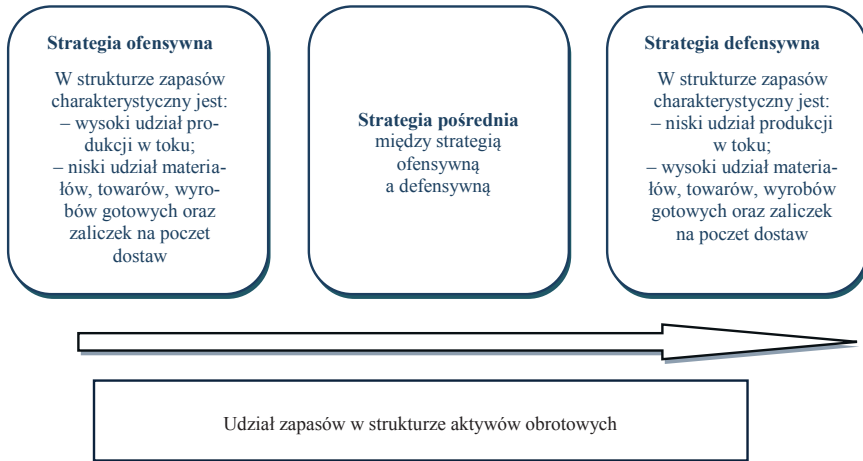 Strategia ofensywna
W strukturze zapasów
charakterystyczny jest:
– wysoki udział pro-
dukcji w toku;
– niski udział materia-
łów, towarów, wyro-
bów gotowych oraz
zaliczek na poczet
dostaw
Strategia pośrednia
między strategią
ofensywną
a defensywną
Strategia defensywna
W strukturze zapasów
charakterystyczny jest:
– niski udział produkcji
w toku;
– wysoki udział materia-
łów, towarów, wyrobów
gotowych oraz zaliczek
na poczet dostaw
Udział zapasów w strukturze aktywów obrotowych